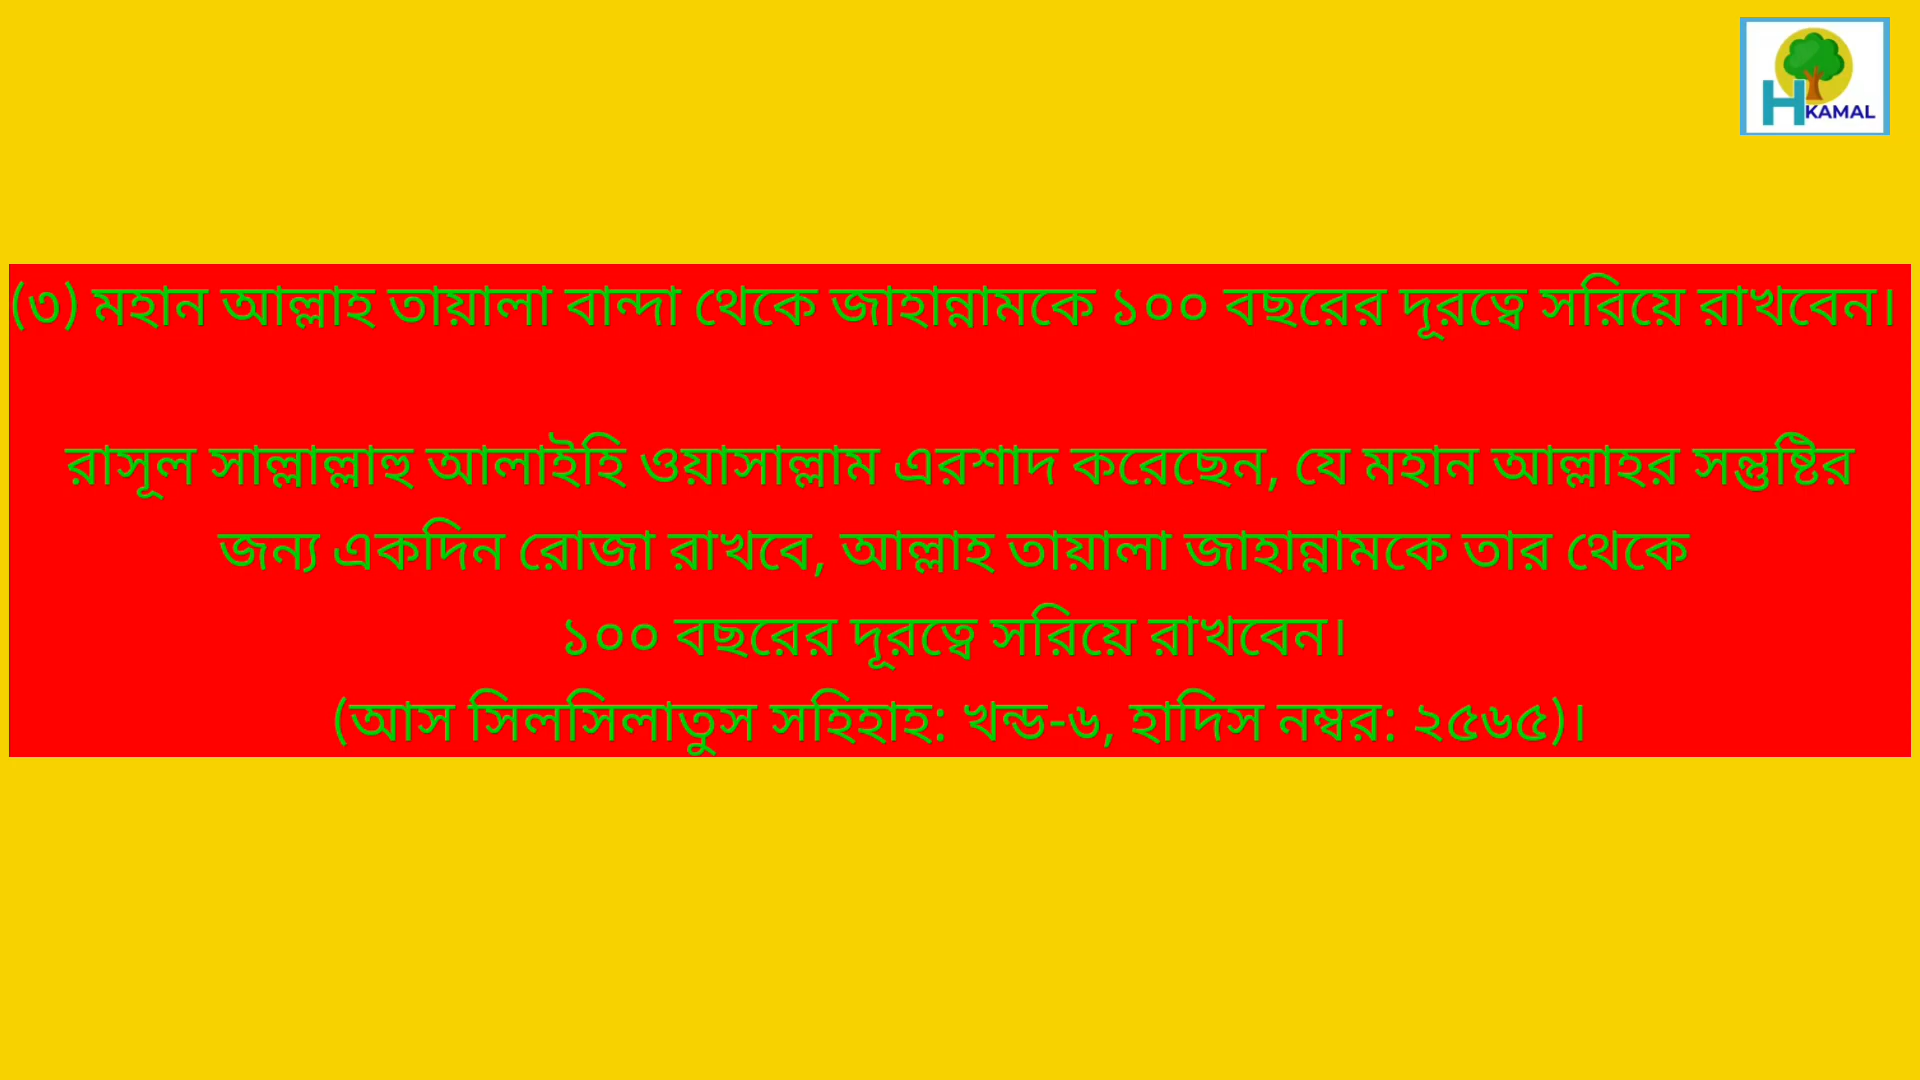 H KAMAL
(৩) মহান আল্লাহ তায়ালা বান্দা থেকে জাহান্নামকে ১০০ বছরের দূরত্বে সরিয়ে রাখবেন।
রাসূল সাল্লাল্লাহু আলাইহি ওয়াসাল্লাম এরশাদ করেছেন, যে মহান আল্লাহর সন্তুষ্টির
জন্য একদিন রোজা রাখবে, আল্লাহ তায়ালা জাহান্নামকে তার থেকে
১০০ বছরের দূরত্বে সরিয়ে রাখবেন।
(আস সিলসিলাতুস সহিহাহ: খন্ড-৬, হাদিস নম্বর: ২৫৬৫)।